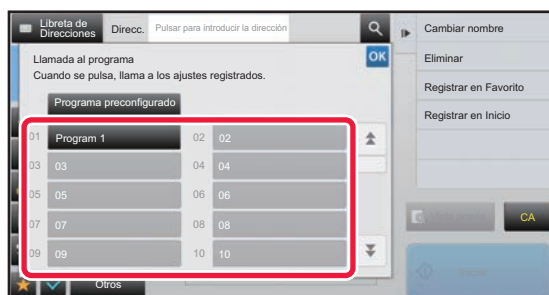 Libreta de Direcciones
Direcc.
Pulsar para introducir la dirección
Cambiar nombre
Llamada al programa
OK
Eliminar
Cuando se pulsa, llama a los ajustes registrados.
Registrar en Favorito
Programa preconfigurado
Registrar en Inicio
01 Program 1 02 02
03 03 04 04
05 05 06 06
07 07 08 08
CA
09 09 10 10
Otros